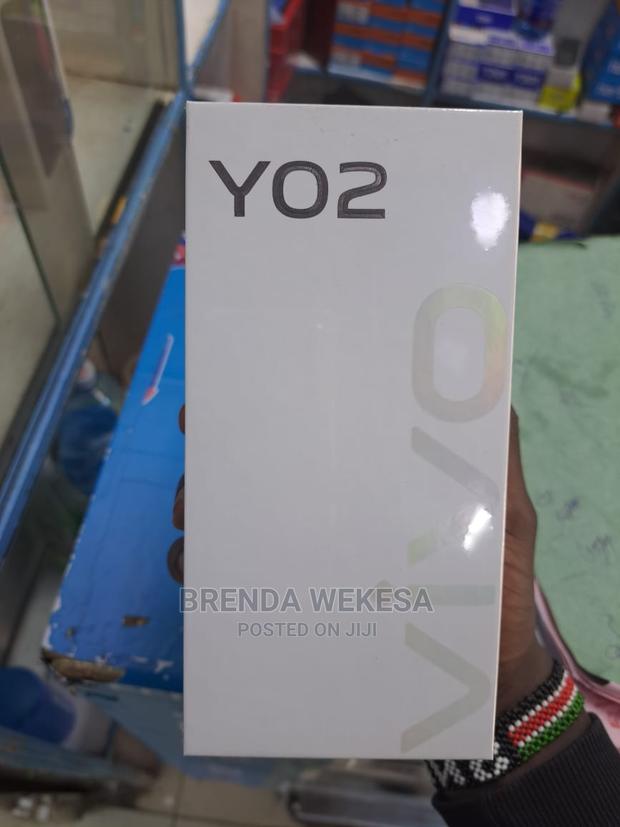 Y02
vivo
BRENDA WEKESA
POSTED ON JIJI